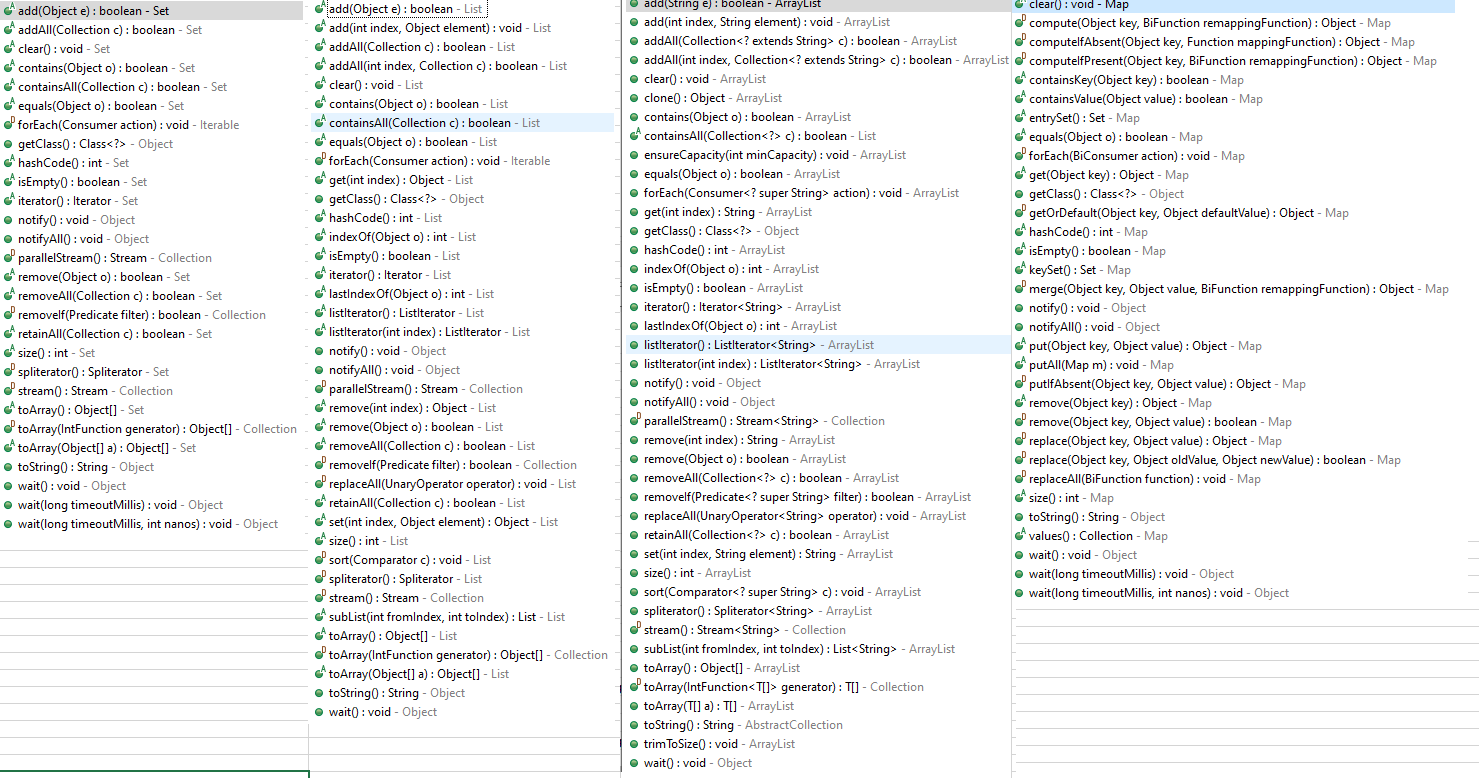 add(Object e) : boolean - Set
addAll(Collection c) : boolean - Set
clear() : void - Set
contains(Object o) : boolean - Set
containsAll(Collection c) : boolean - Set
equals(Object o) : boolean - Set
forEach(Consumer action) : void - Iterable
getClass() : Class<?> - Object
hashCode() : int - Set
isEmpty() : boolean - Set
iterator() : Iterator - Set
notify() : void - Object
notifyAll() : void - Object
parallelStream() : Stream - Collection
remove(Object o) : boolean - Set
removeAll(Collection c) : boolean - Set
removeIf(Predicate filter) : boolean - Collection
retainAll(Collection c) : boolean - Set
size() : int - Set
spliterator() : Spliterator - Set
stream() : Stream - Collection
toArray() : Object[] - Set
toArray(IntFunction generator) : Object[] - Collection
toArray(Object[] a) : Object[] - Set
toString() : String - Object
wait() : void - Object
wait(long timeoutMillis) : void - Object
wait(long timeoutMillis, int nanos) : void - Object
add(Object e) : boolean - List
add(int index, Object element) : void - List
addAll(Collection c) : boolean - List
addAll(int index, Collection c) : boolean - List
clear() : void - List
contains(Object o) : boolean - List
containsAll(Collection c) : boolean - List
equals(Object o) : boolean - List
forEach(Consumer action) : void - Iterable
get(int index) : Object - List
getClass() : Class<?> - Object
hashCode() : int - List
indexOf(Object o) : int - List
isEmpty() : boolean - List
iterator() : Iterator - List
lastIndexOf(Object o) : int - List
listIterator() : ListIterator - List
listIterator(int index) : ListIterator - List
notify() : void - Object
notifyAll() : void - Object
parallelStream() : Stream - Collection
remove(int index) : Object - List
remove(Object o) : boolean - List
removeAll(Collection c) : boolean - List
removeIf(Predicate filter) : boolean - Collection
replaceAll(UnaryOperator operator) : void - List
retainAll(Collection c) : boolean - List
set(int index, Object element) : Object - List
size() : int - List
sort(Comparator c) : void - List
spliterator() : Spliterator - List
stream() : Stream - Collection
subList(int fromIndex, int toIndex) : List - List
toArray() : Object[] - List
toArray(IntFunction generator) : Object[] - Collection
toArray(Object[] a) : Object[] - List
toString() : String - Object
wait() : void - Object
add(String e) : boolean - ArrayList
add(int index, String element) : void - ArrayList
addAll(Collection<? extends String> c) : boolean - ArrayList
addAll(int index, Collection<? extends String> c) : boolean - ArrayList
clear() : void - ArrayList
clone() : Object - ArrayList
contains(Object o) : boolean - ArrayList
containsAll(Collection<?> c) : boolean - List
ensureCapacity(int minCapacity) : void - ArrayList
equals(Object o) : boolean - ArrayList
forEach(Consumer<? super String> action) : void - ArrayList
get(int index) : String - ArrayList
getClass() : Class<?> - Object
hashCode() : int - ArrayList
indexOf(Object o) : int - ArrayList
isEmpty() : boolean - ArrayList
iterator() : Iterator<String> - ArrayList
lastIndexOf(Object o) : int - ArrayList
listIterator() : ListIterator<String> - ArrayList
listIterator(int index) : ListIterator<String> - ArrayList
notify() : void - Object
notifyAll() : void - Object
parallelStream() : Stream<String> - Collection
remove(int index) : String - ArrayList
remove(Object o) : boolean - ArrayList
removeAll(Collection<?> c) : boolean - ArrayList
removeIf(Predicate<? super String> filter) : boolean - ArrayList
replaceAll(UnaryOperator<String> operator) : void - ArrayList
retainAll(Collection<?> c) : boolean - ArrayList
set(int index, String element) : String - ArrayList
size() : int - ArrayList
sort(Comparator<? super String> c) : void - ArrayList
spliterator() : Spliterator<String> - ArrayList
stream() : Stream<String> - Collection
subList(int fromIndex, int toIndex) : List<String> - ArrayList
toArray() : Object[] - ArrayList
toArray(IntFunction<T[]> generator) : T[] - Collection
toArray(T[] a) : T[] - ArrayList
toString() : String - AbstractCollection
trimToSize() : void - ArrayList
wait() : void - Object
clear() : void - Map
compute(Object key, BiFunction remappingFunction) : Object - Map
computeIfAbsent(Object key, Function mappingFunction) : Object - Map
computeIfPresent(Object key, BiFunction remappingFunction) : Object - Map
containsKey(Object key) : boolean - Map
containsValue(Object value) : boolean - Map
entrySet() : Set - Map
equals(Object o) : boolean - Map
forEach(BiConsumer action) : void - Map
get(Object key) : Object - Map
getClass() : Class<?> - Object
getOrDefault(Object key, Object defaultValue) : Object - Map
hashCode() : int - Map
isEmpty() : boolean - Map
keySet() : Set - Map
merge(Object key, Object value, BiFunction remappingFunction) : Object - Map
notify() : void - Object
notifyAll() : void - Object
put(Object key, Object value) : Object - Map
putAll(Map m) : void - Map
putIfAbsent(Object key, Object value) : Object - Map
remove(Object key) : Object - Map
remove(Object key, Object value) : boolean - Map
replace(Object key, Object value) : Object - Map
replace(Object key, Object oldValue, Object newValue) : boolean - Map
replaceAll(BiFunction function) : void - Map
size() : int - Map
toString() : String - Object
values() : Collection - Map
wait() : void - Object
wait(long timeoutMillis) : void - Object
wait(long timeoutMillis, int nanos) : void - Object